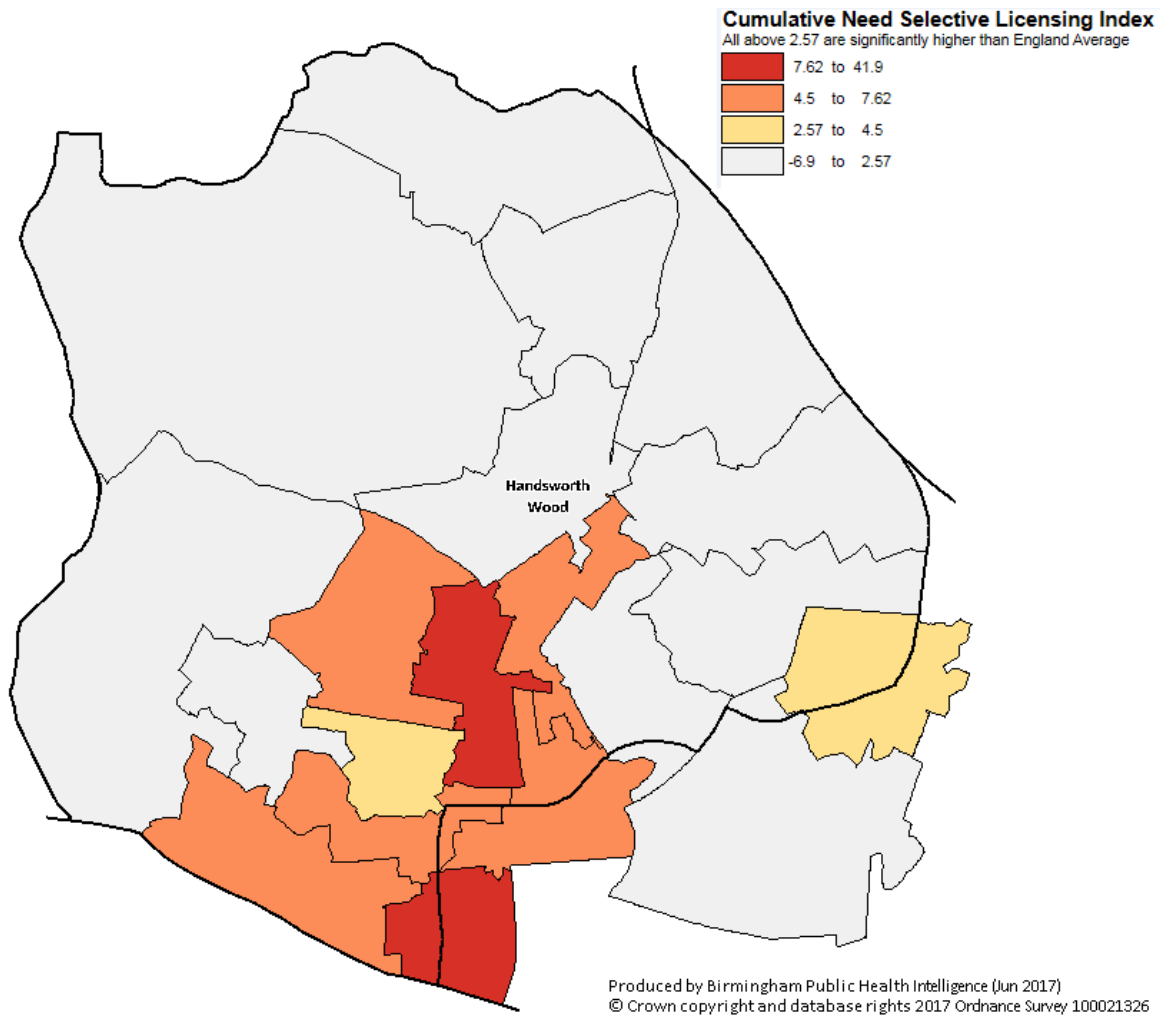 Cumulative Need Selective Licensing Index
All above 2.57 are significantly higher than England Average
7.62 to 41.9
4.5 to 7.62
2.57 to 4.5
-6.9 to 2.57
Handsworth
Wood
Produced by Birmingham Public Health Intelligence (Jun 2017)
© Crown copyright and database rights 2017 Ordnance Survey 100021326